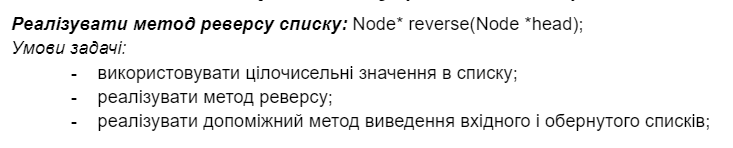 Реалізувати метод реверсу списку: Node* reverse(Node *head);
Умови задачі:
- використовувати цілочисельні значення в списку;
- реалізувати метод реверсу;
- реалізувати допоміжний метод виведення вхідного і обернутого списків;